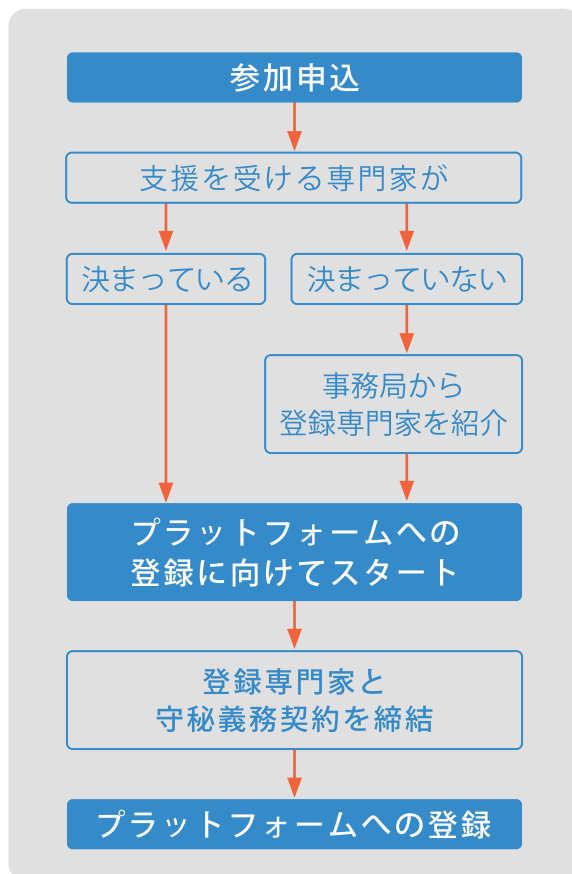 参加申込
支援を受ける専門家が
決まっている
決まっていない
事務局から
登録専門家を紹介
プラットフォームへの
登録に向けてスタート
登録専門家と
守秘義務契約を締結
プラットフォームへの登録